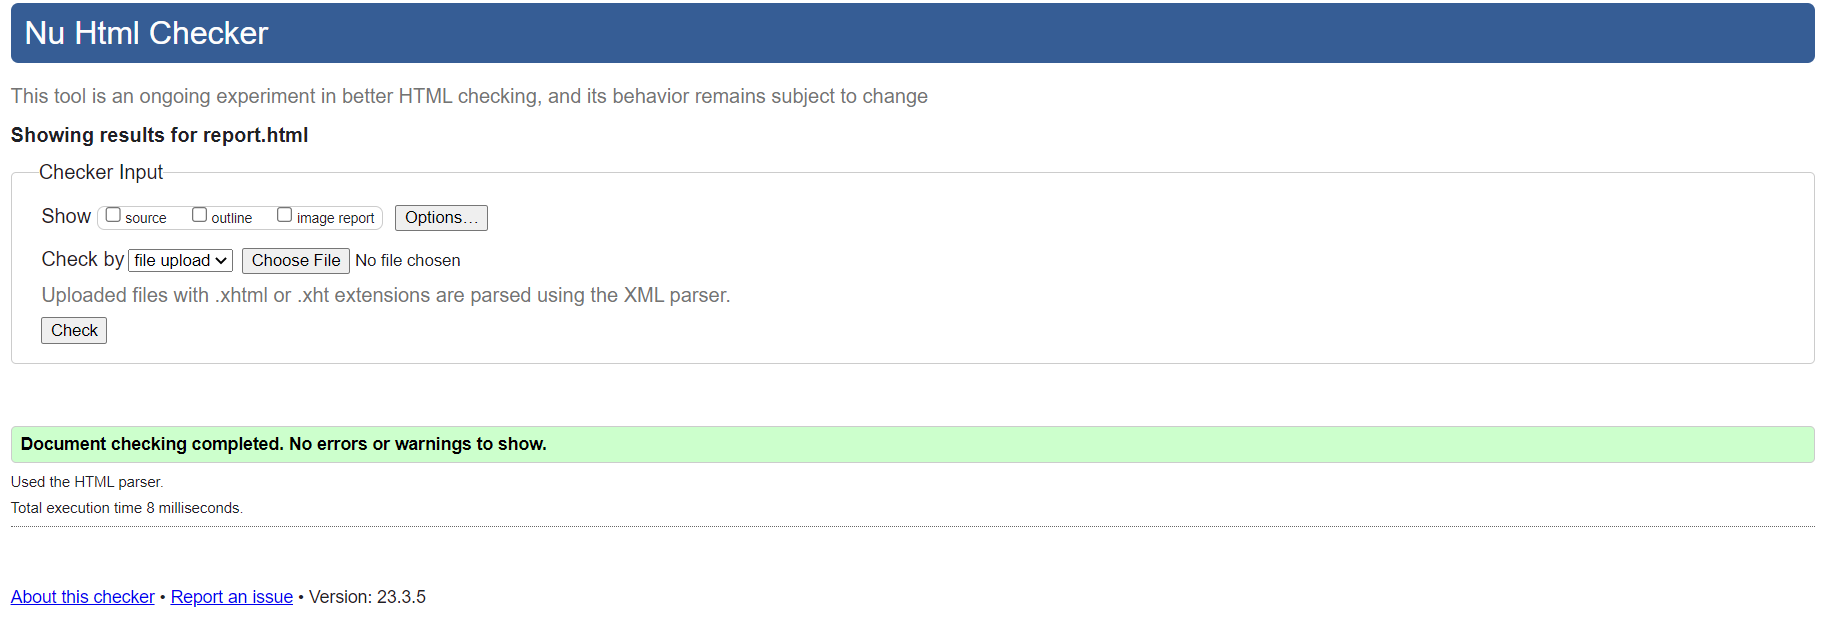 Nu Html Checker
This tool is an ongoing experiment in better HTML checking, and its behavior remains subject to change
Showing results for report.html
Checker Input
Show source outline image report Options…
Check by file upload Choose File No file chosen
Uploaded files with .xhtml or .xht extensions are parsed using the XML parser.
Check
Document checking completed. No errors or warnings to show.
Used the HTML parser.
Total execution time 8 milliseconds.
About this checker • Report an issue • Version: 23.3.5